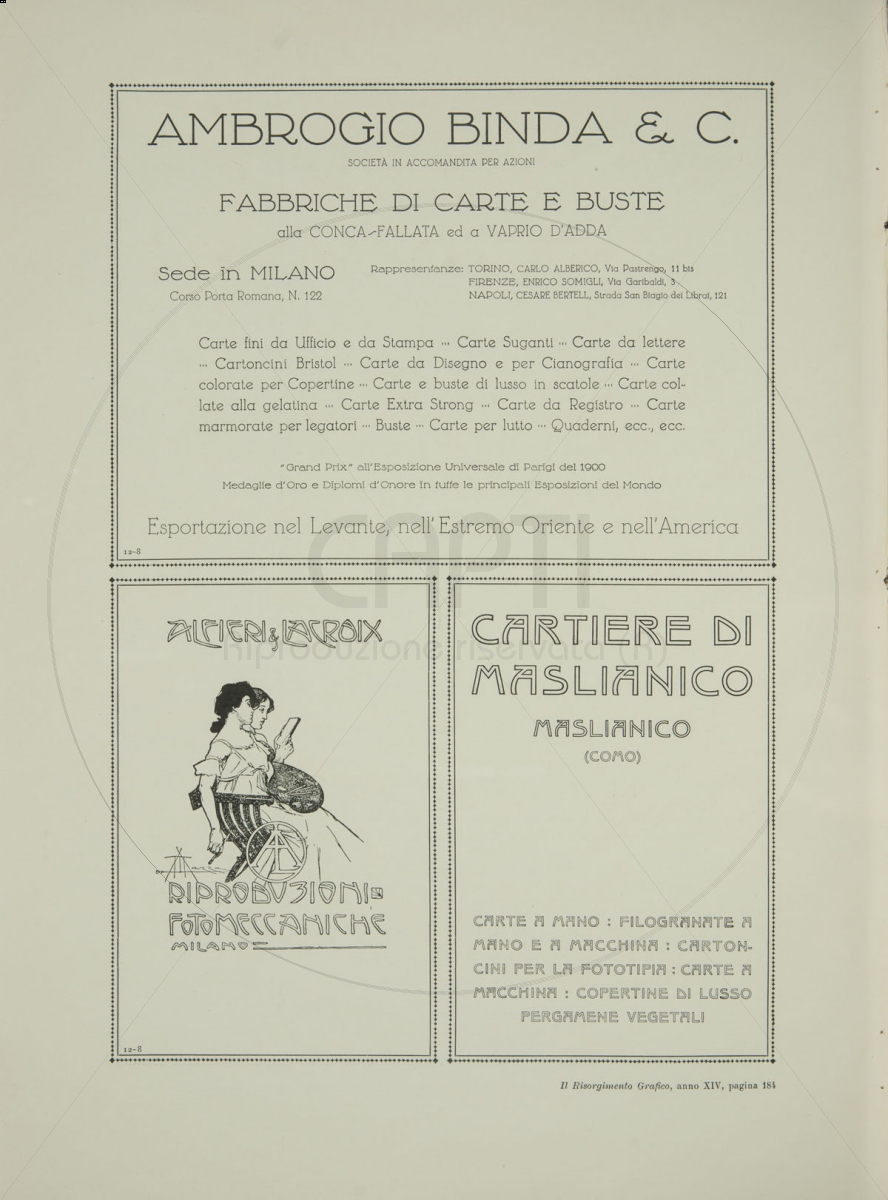 AMBROGIO BINDA & C.
SOCIETÀ IN ACCOMANDITA PER AZIONI
FABBRICHE DI CARTE E BUSTE
alla CONCA-FALLATA ed a VAPRIO D'ADDA
Sede in MILANO
Corso Porta Romana, N. 122
Rappresentanze: TORINO, CARLO ALBERICO, Via Pastrengo, 11 bis
FIRENZE, ENRICO SOMIGLI, Via Garibaldi, 3
NAPOLI, CESARE BERTELL, Strada San Biagio dei Librai, 121
Carte fini da Ufficio e da Stampa ··· Carte Suganti ··· Carte da lettere
··· Cartoncini Bristol ··· Carte da Disegno e per Cianografia ··· Carte
colorate per Copertine ··· Carte e buste di lusso in scatole ··· Carte col-
late alla gelatina ··· Carte Extra Strong ··· Carte da Registro ··· Carte
marmorate per legatori ··· Buste ··· Carte per lutto ··· Quaderni, ecc., ecc.
"Grand Prix" all'Esposizione Universale di Parigi del 1900
Medaglie d'Oro e Diplomi d'Onore in tutte le principali Esposizioni del Mondo
Esportazione nel Levante, nell'Estremo Oriente e nell'America
12-8
CAPTI
Riproduzione riservata (R)
ALFIERI & LACROIX
RIPRODUZIONI
FOTOMECCANICHE
MILANO
12-8
CARTIERE DI
MASLIANICO
MASLIANICO
(COMO)
CARTE A MANO : FILOGRANATE A
MANO E A MACCHINA : CARTON-
CINI PER LA FOTOTIPIA : CARTE A
MACCHINA : COPERTINE DI LUSSO
PERGAMENE VEGETALI
Il Risorgimento Grafico, anno XIV, pagina 184